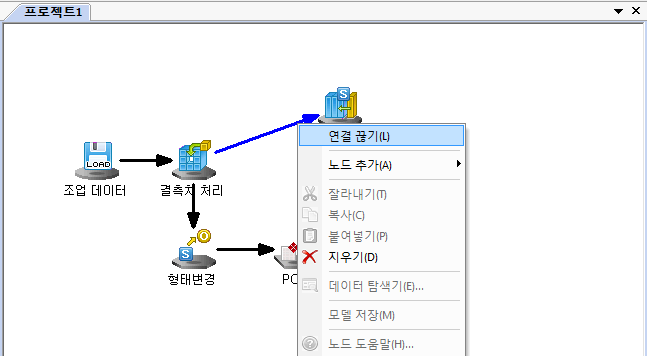 프로젝트1
S
연결 끊기(L)
노드 추가(A)
LOAD
조업 데이터
결측치 처리
잘라내기(T)
복사(C)
붙여넣기(P)
O
S
지우기(D)
형태변경
PC
데이터 탐색기(E)...
모델 저장(M)
노드 도움말(H)...